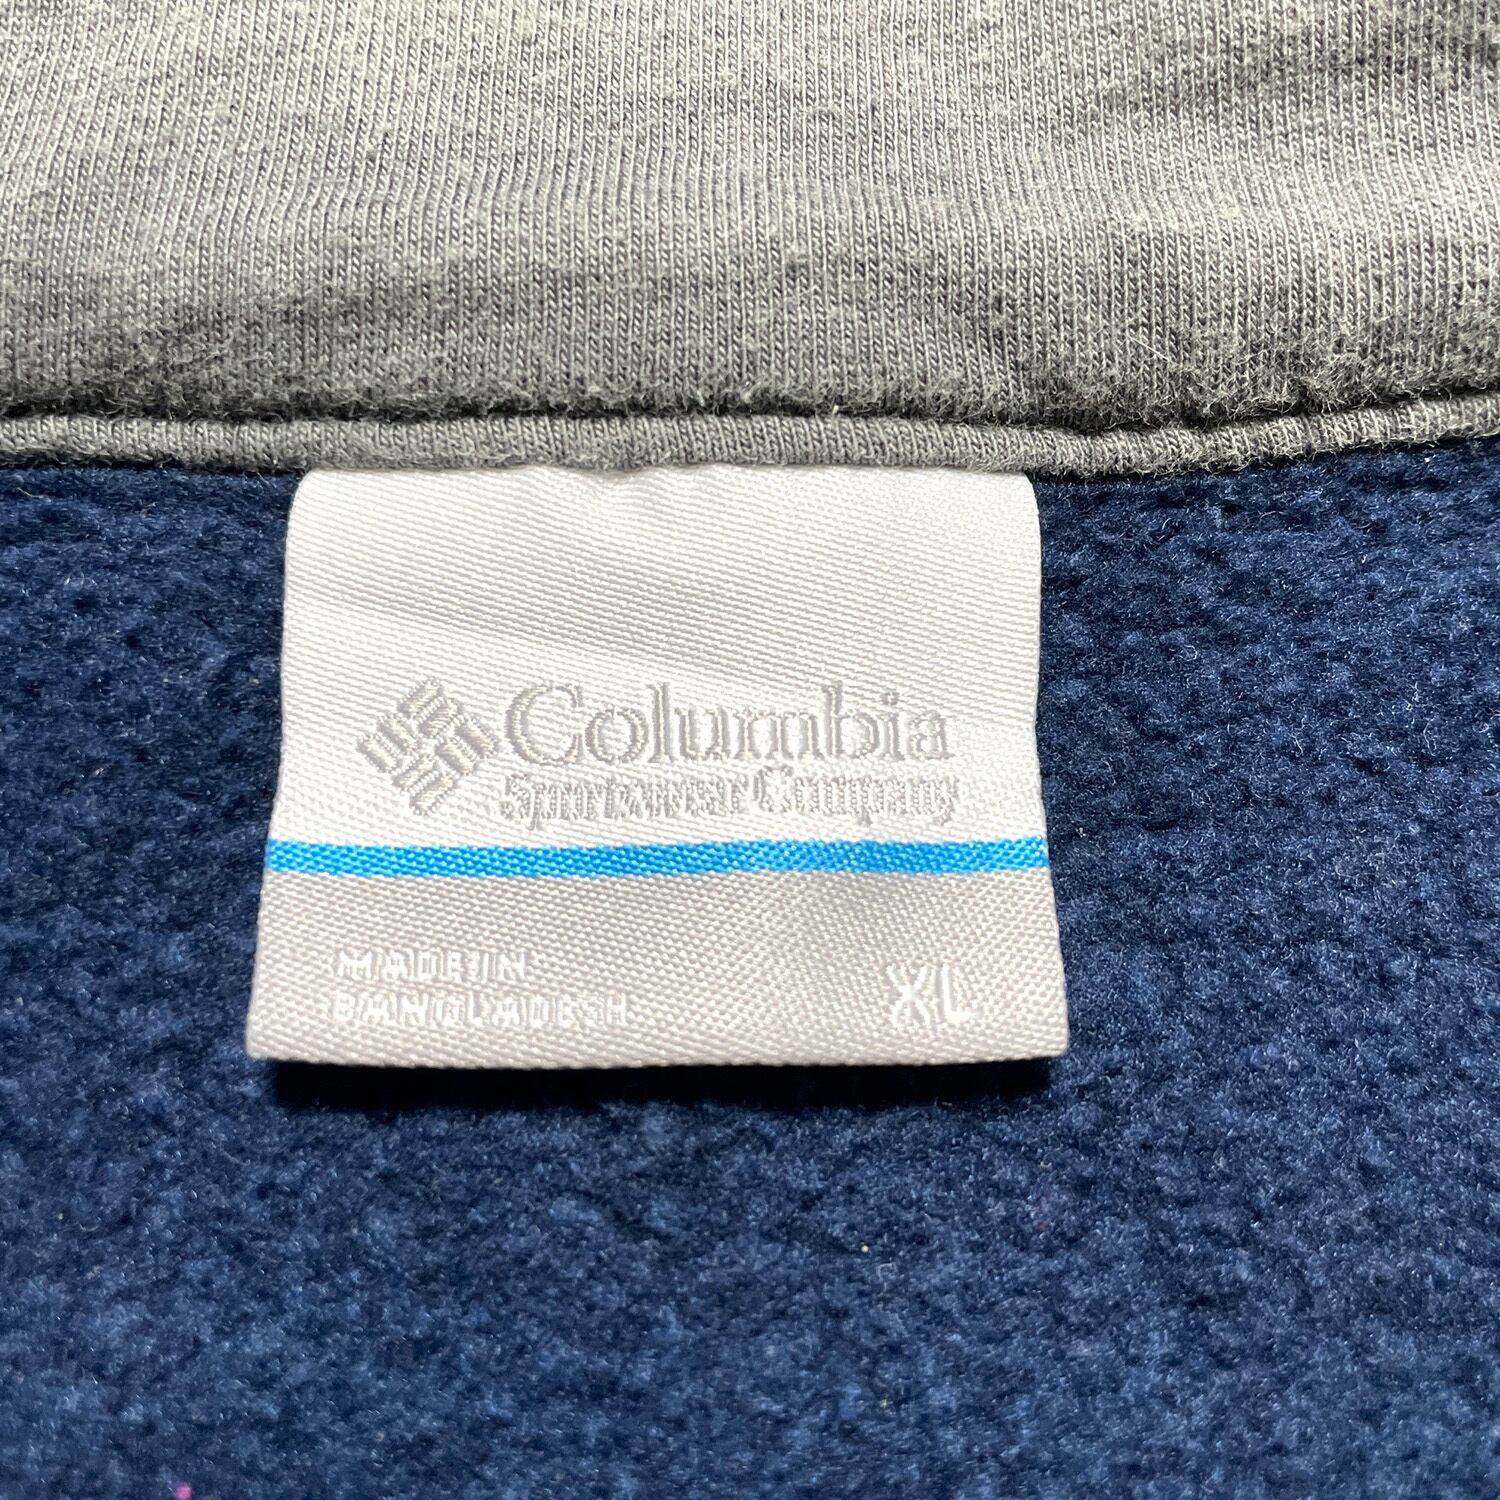 Columbia
Sportswear Company
MADE IN
BANGLADESH
XL